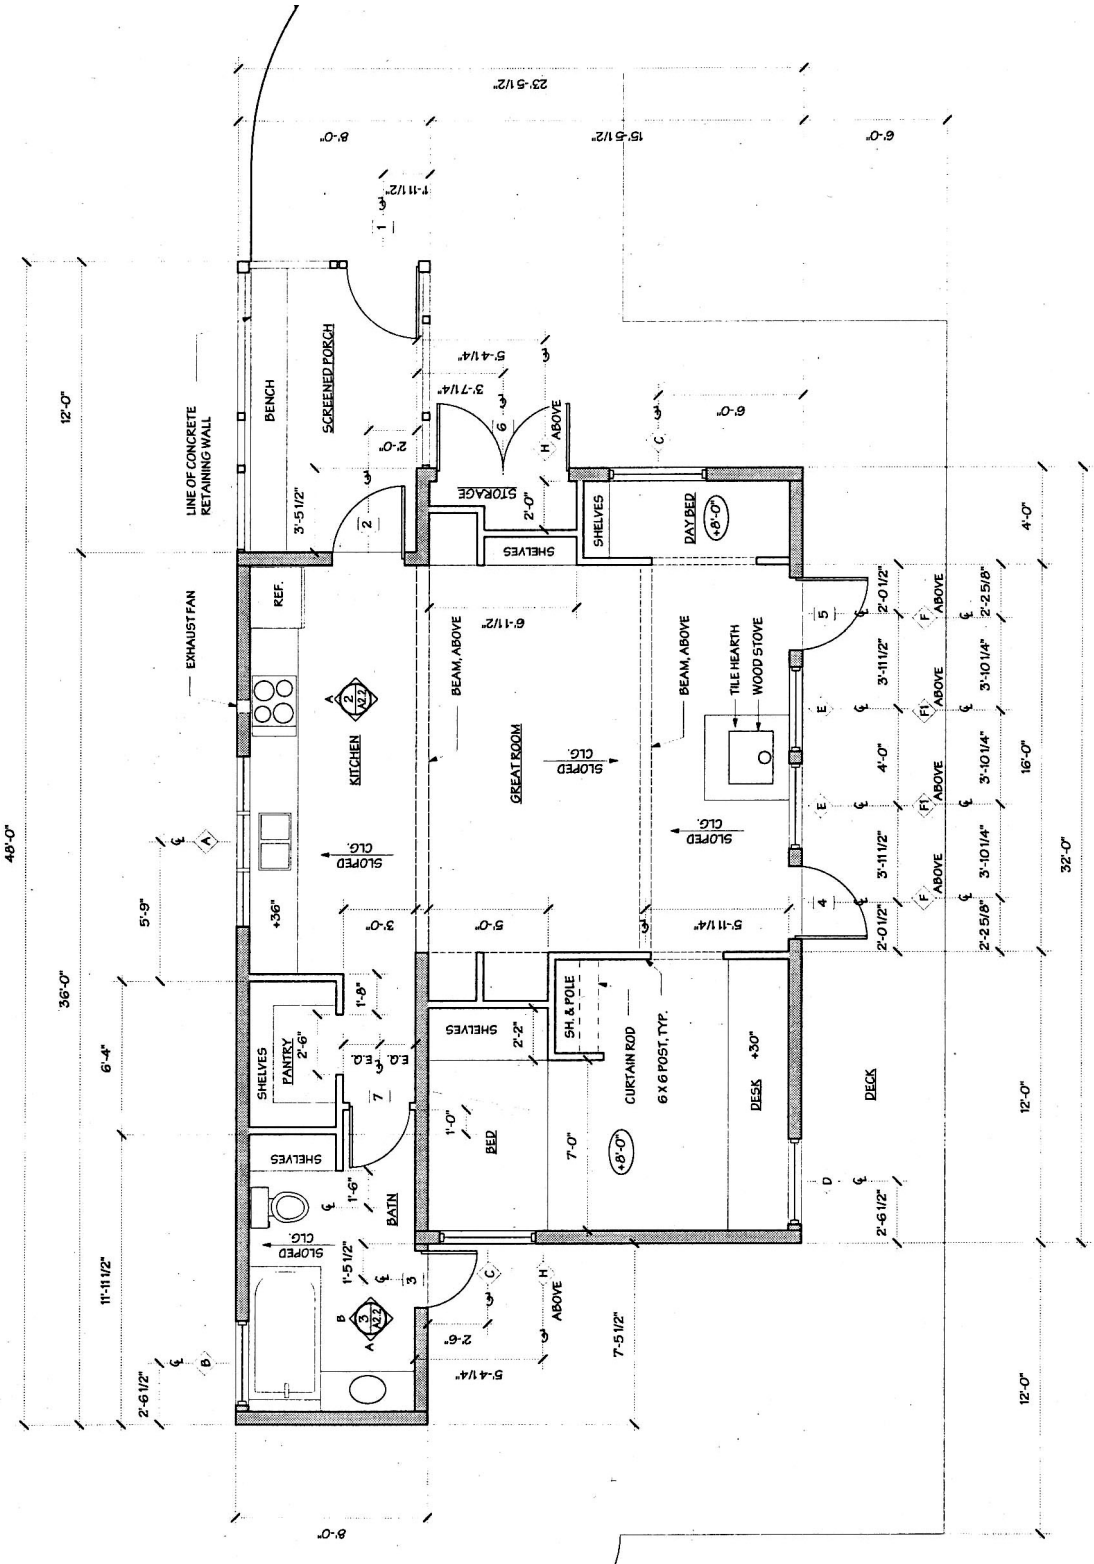 48'-0"
36'-0"
12'-0"
11'-11 1/2"
6'-4"
5'-9"
2'-6 1/2"
B
A
EXHAUST FAN
LINE OF CONCRETE
RETAINING WALL
8'-0"
SLOPED
CLG.
SHELVES
SHELVES
PANTRY
2'-6"
+36"
REF.
BENCH
SCREENED PORCH
3'-5 1/2"
2
2'-0"
1
1'-11 1/2"
8'-0"
23'-5 1/2"
15'-5 1/2"
6'-0"
B
3
A2.2
A
1'-5 1/2"
3
1'-6"
BATN
7
E.Q.
E.Q.
1'-8"
3'-0"
KITCHEN
A
2
A2.2
SLOPED
CLG.
2'-6"
5'-4 1/4"
C
H
ABOVE
BED
1'-0"
SHELVES
2'-2"
5'-0"
BEAM, ABOVE
6'-11/2"
GREAT ROOM
SLOPED
CLG.
SHELVES
STORAGE
2'-0"
6
3'-7 1/4"
5'-4 1/4"
H
ABOVE
7'-5 1/2"
7'-0"
+8'-0"
SH. & POLE
CURTAIN ROD
6 X 6 POST, TYP.
5'-11/4"
SLOPED
CLG.
BEAM, ABOVE
TILE HEARTH
WOOD STOVE
SHELVES
DAY BED
+8'-0"
C
6'-0"
DESK
+30"
DECK
D
2'-6 1/2"
4
E
E
5
2'-0 1/2"
3'-11 1/2"
4'-0"
3'-11 1/2"
2'-0 1/2"
F
ABOVE
F1
ABOVE
F1
ABOVE
F
ABOVE
2'-2 5/8"
3'-10 1/4"
3'-10 1/4"
3'-10 1/4"
2'-2 5/8"
12'-0"
12'-0"
16'-0"
4'-0"
32'-0"